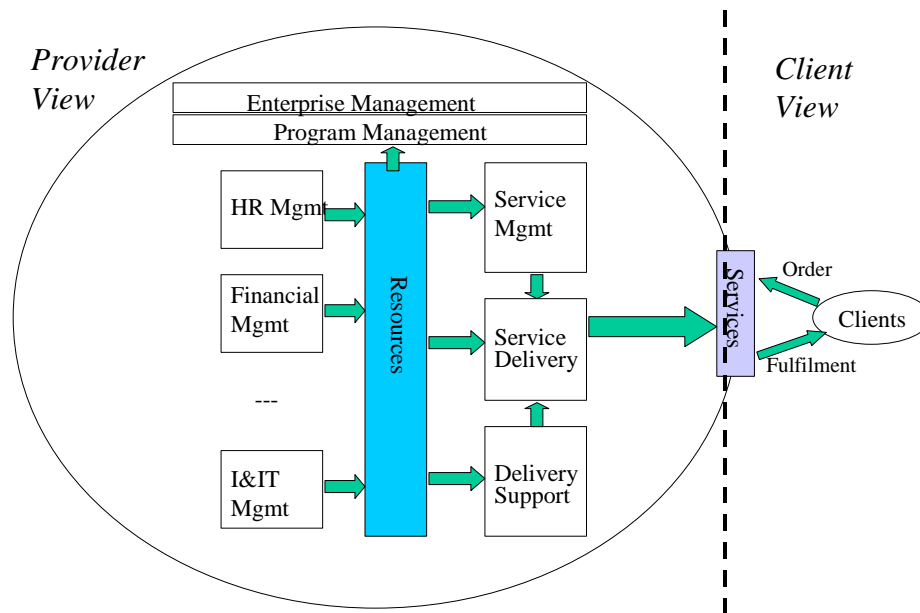 Provider
View
Client
View
Enterprise Management
Program Management
HR Mgmt
Financial
Mgmt
---
I&IT
Mgmt
Resources
Service
Mgmt
Service
Delivery
Delivery
Support
Services
Order
Clients
Fulfilment